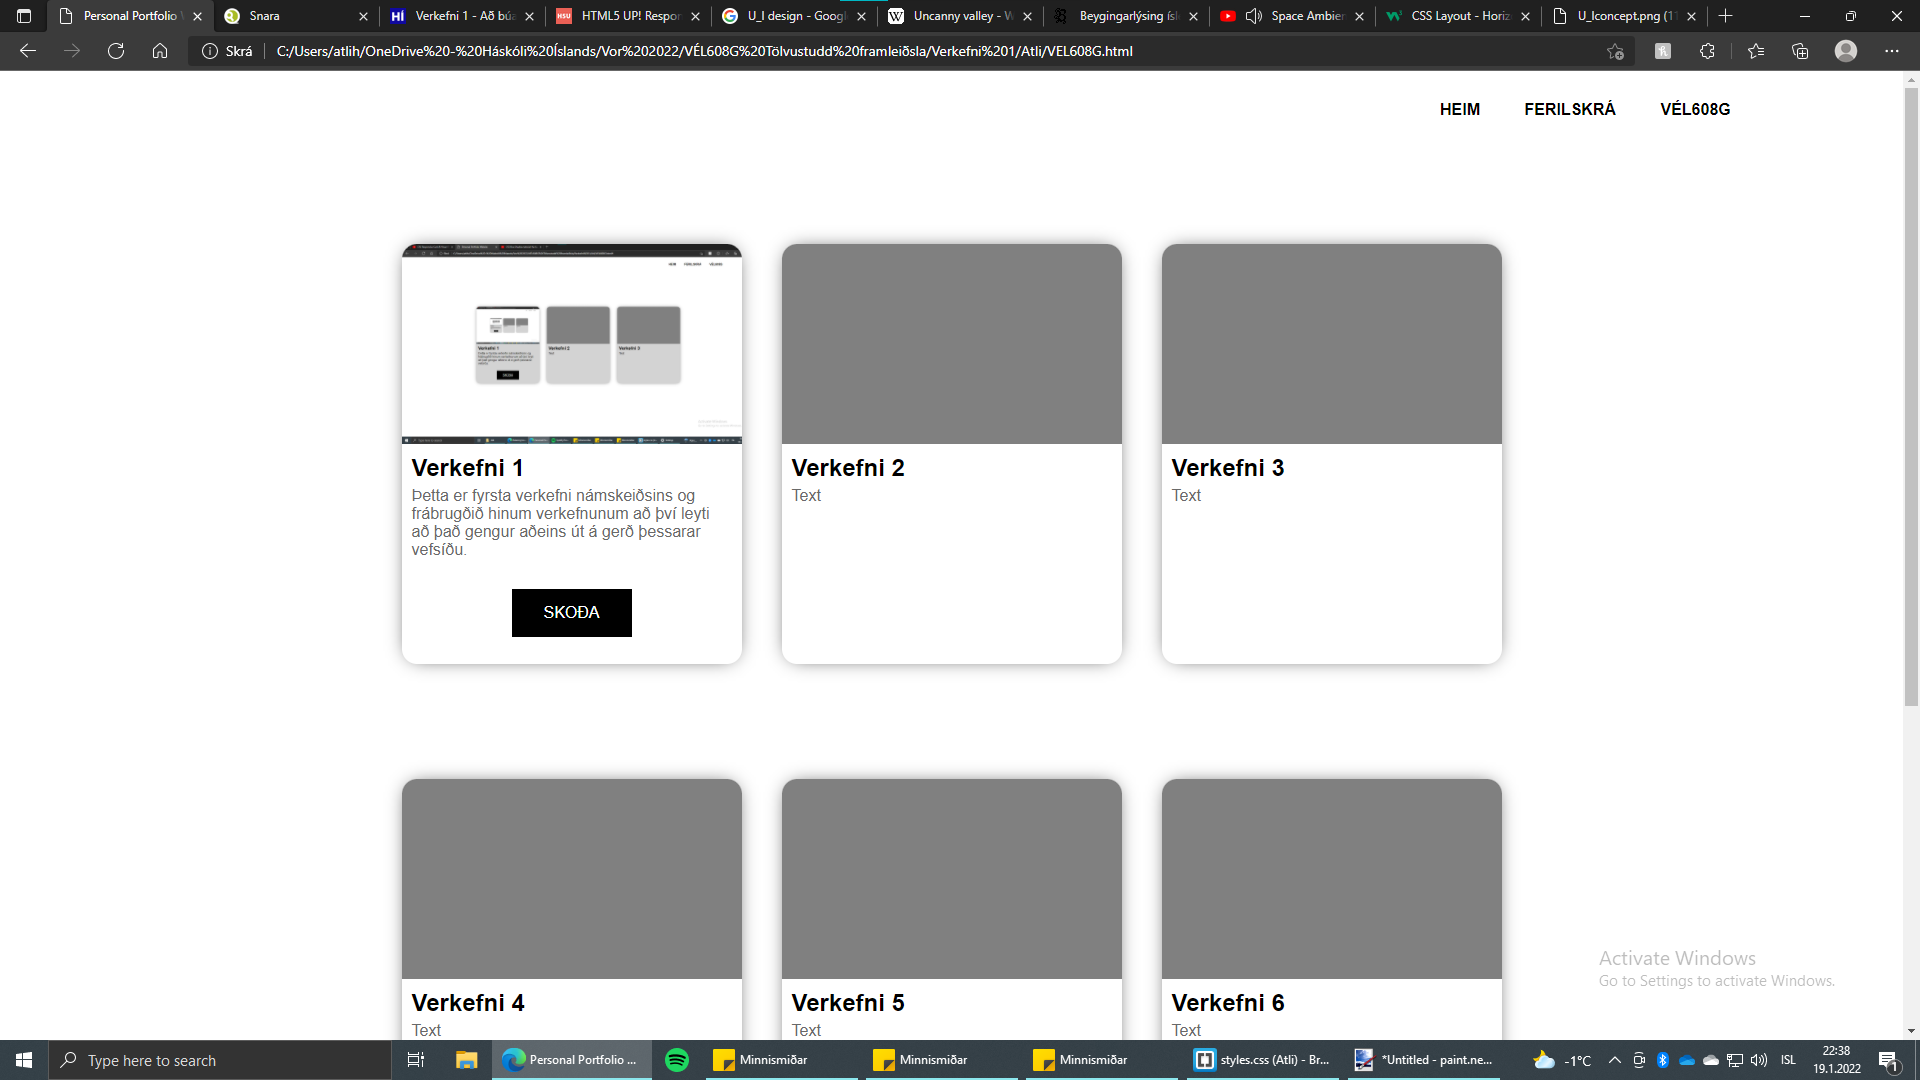 Personal Portfolio
Snara
Verkefni 1 - Að búa
HTML5 UP! Respon
U_I design - Google
Uncanny valley - W
Beygingarlýsing ísl
Space Ambien
CSS Layout - Horiz
U_Iconcept.png (1
Skrá
C:/Users/atlih/OneDrive%20-%20Háskóli%20Íslands/Vor%202022/VÉL608G%20Tölvustudd%20framleiðsla/Verkefni%201/Atli/VEL608G.html
HEIM FERILSKRÁ VÉL608G
Verkefni 1
Þetta er fyrsta verkefni námskeiðsins og
frábrugðið hinum verkefnunum að því leyti
að það gengur aðeins út á gerð þessarar
vefsíðu.
SKOÐA
Verkefni 2
Text
Verkefni 3
Text
Verkefni 4
Text
Verkefni 5
Text
Verkefni 6
Text
Activate Windows
Go to Settings to activate Windows.
Type here to search
Personal Portfolio ...
Minnismiðar
Minnismiðar
Minnismiðar
styles.css (Atli) - Br...
*Untitled - paint.ne...
-1°C
ISL
22:38
19.1.2022
1